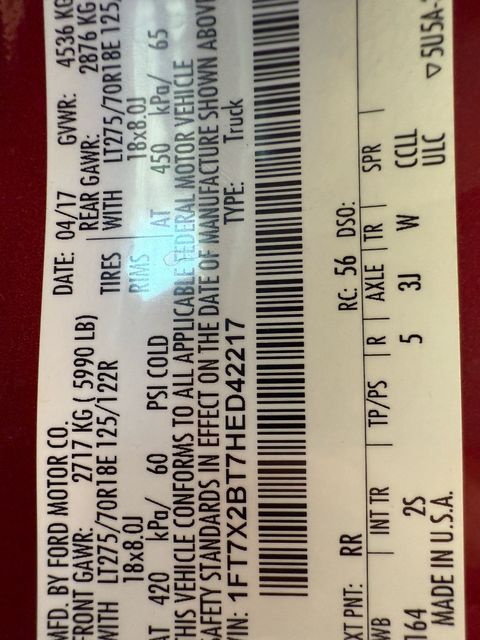 MFD. BY FORD MOTOR CO. DATE: 04/17 GVWR: 4536 KG
FRONT GAWR: 2717 KG ( 5990 LB) REAR GAWR: 2876 KG
WITH LT275/70R18E 125/122R TIRES WITH LT275/70R18E 125,
18x8.0J RIMS 18x8.0J
AT 420 kPa/ 60 PSI COLD AT 450 kPa/ 65
THIS VEHICLE CONFORMS TO ALL APPLICABLE FEDERAL MOTOR VEHICLE
SAFETY STANDARDS IN EFFECT ON THE DATE OF MANUFACTURE SHOWN ABOVE
VIN: 1FT7X2BT7HED42217 TYPE: Truck
EXT PNT: RR RC: 56 DSO:
WB INT TR TP/PS R AXLE TR SPR
64 2S 5 3J W CCLL
ULC
MADE IN U.S.A. ▽ 5U5A-